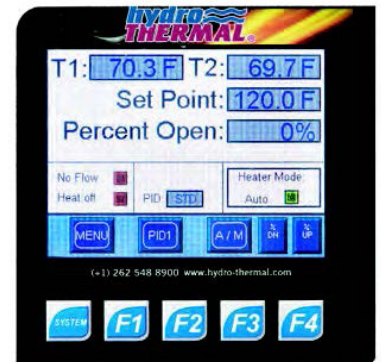 hydro
THERMAL®
T1: 70.3 F T2: 69.7 F
Set Point: 120.0 F
Percent Open: 0%
No Flow
Heat off
PID: STD
Heater Mode:
Auto
MENU PID1 A / M % DN % UP
(+1) 262 548 8900 www.hydro-thermal.com
SYSTEM F1 F2 F3 F4